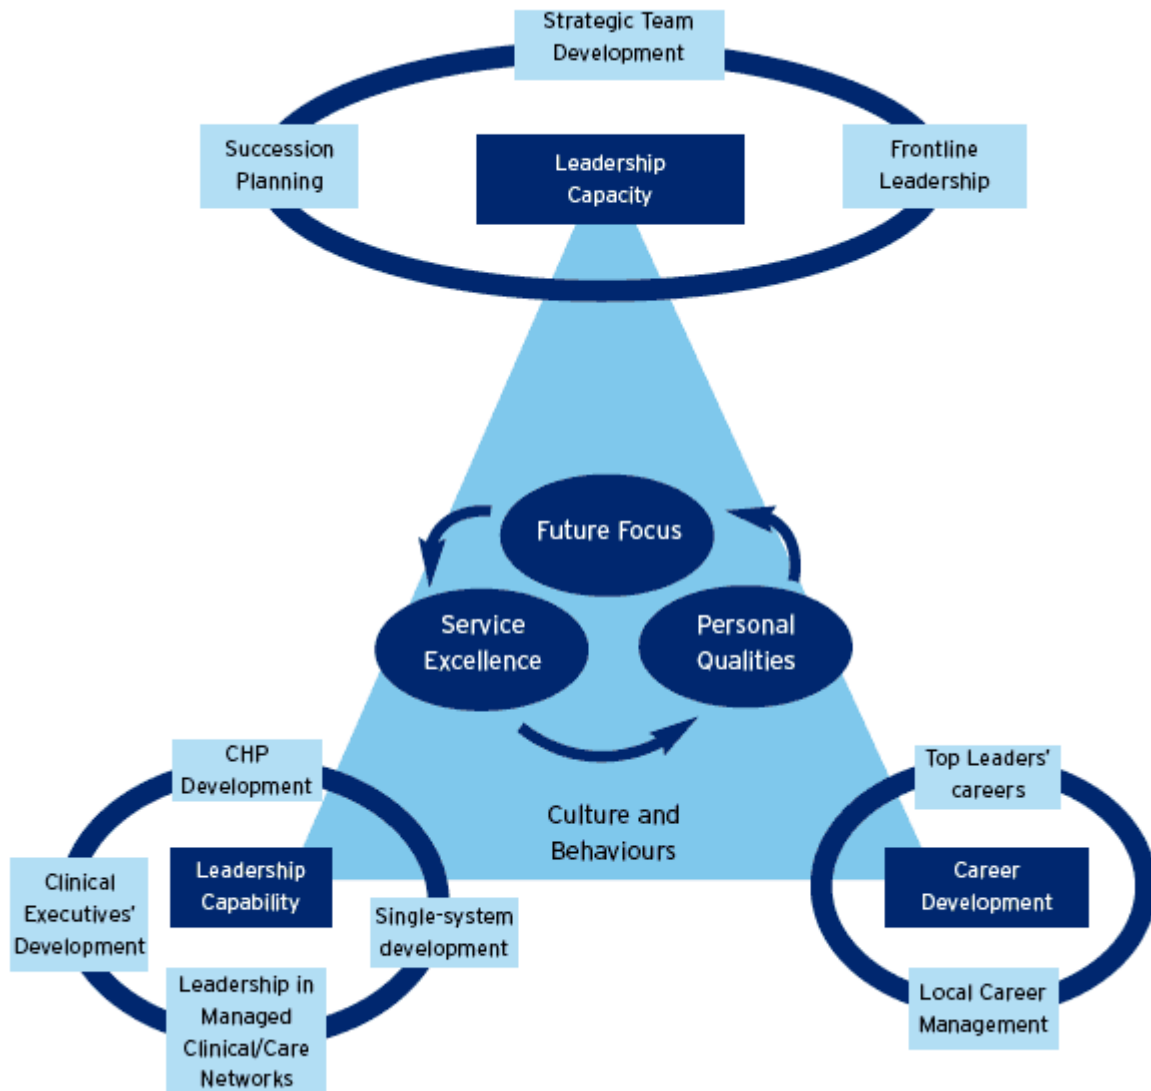 Strategic Team
Development
Succession
Planning
Leadership
Capacity
Frontline
Leadership
Future Focus
Service
Excellence
Personal
Qualities
Culture and
Behaviours
CHP
Development
Clinical
Executives'
Development
Leadership
Capability
Single-system
development
Leadership in
Managed
Clinical/Care
Networks
Top Leaders'
careers
Career
Development
Local Career
Management